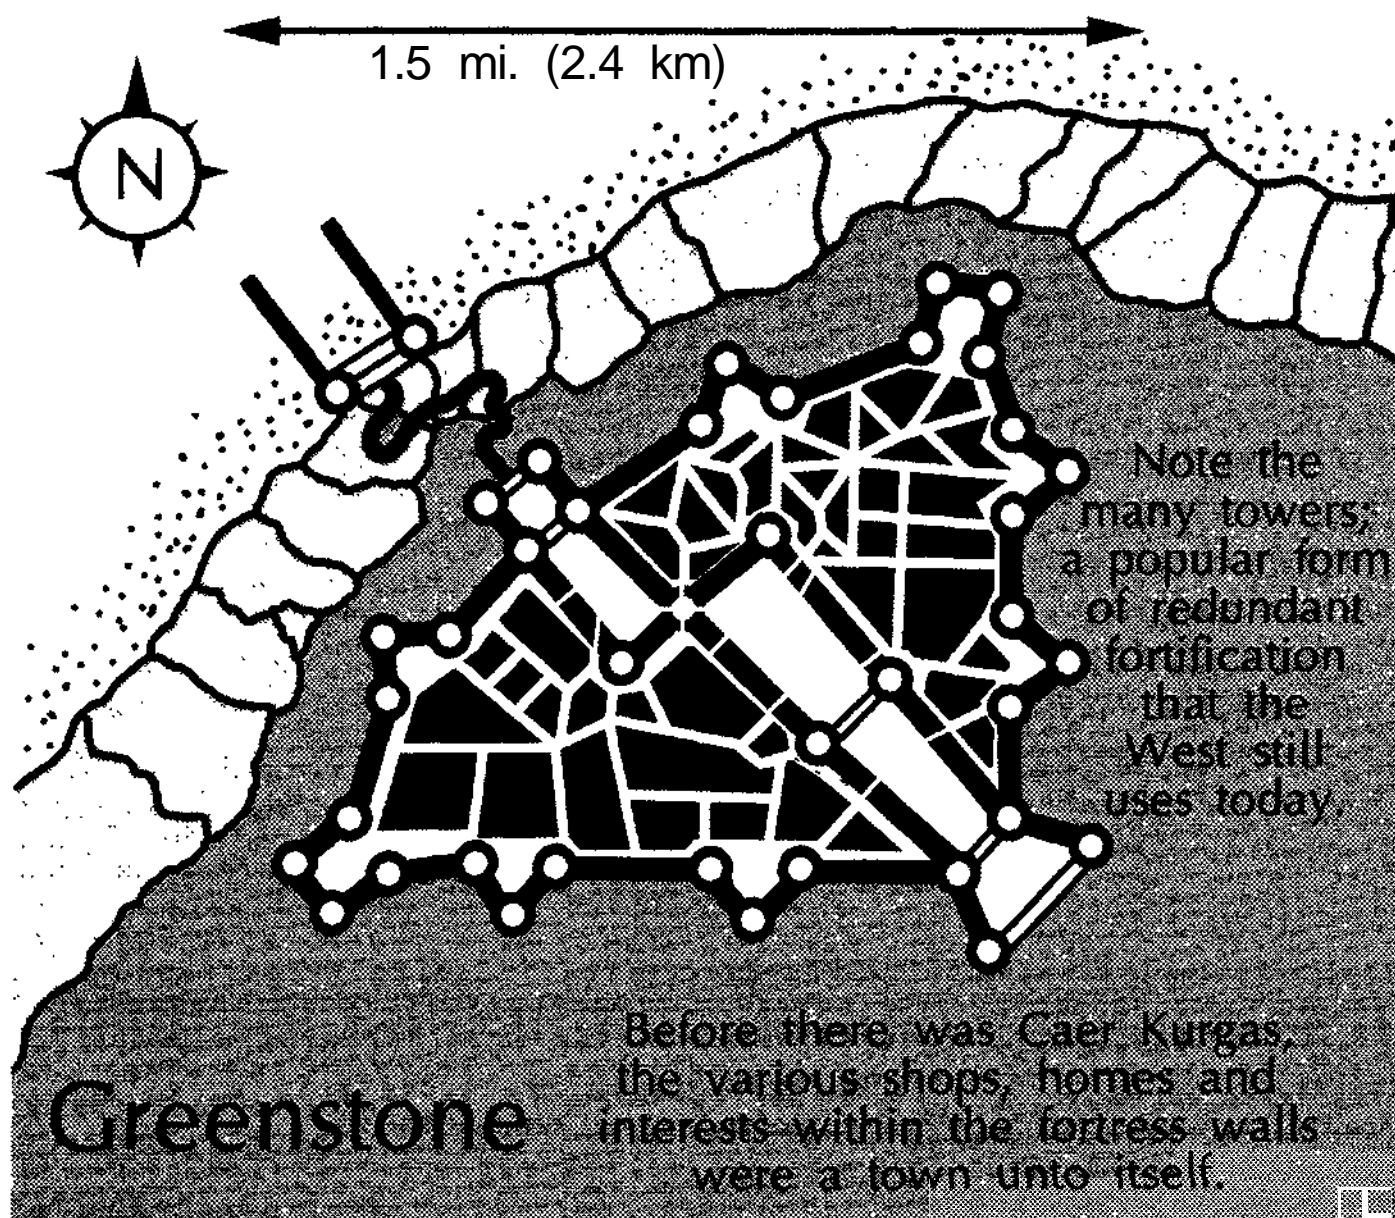 1.5 mi. (2.4 km)
N
Note the
many towers;
a popular form
of redundant
fortification
that the
West still
uses today.
Before there was Caer Kurgas,
the various shops, homes and
interests within the fortress walls
were a town unto itself.
Greenstone